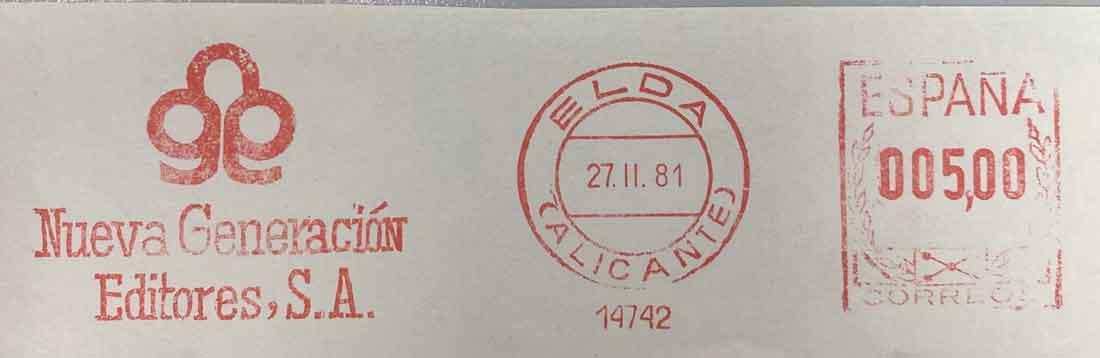 Nueva Generación
Editores, S.A.
ELDA
27.II.81
(ALICANTE)
14742
ESPAÑA
005,00
CORREOS